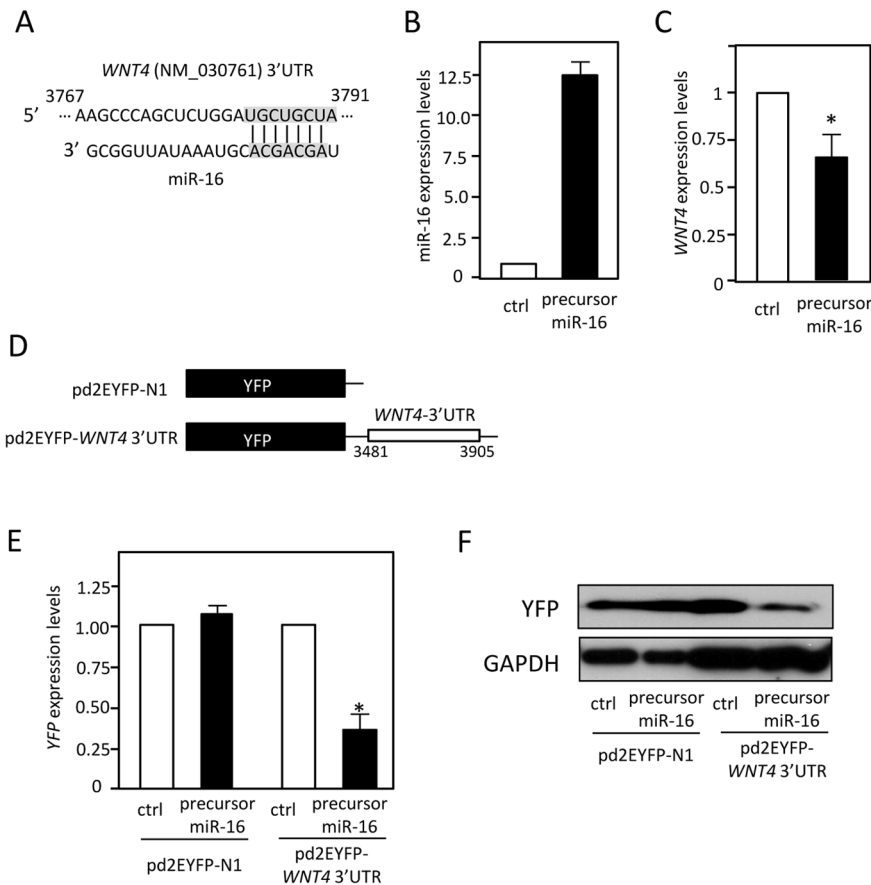 A
WNT4 (NM_030761) 3’UTR
3767 3791
5’ ··· AAGCCCAGCUCUGGAUGCUGCUA ···
3’ GCGGUUAUAAAUGCACGACGAU
miR-16
B
miR-16 expression levels
12.5
10.0
7.5
5.0
2.5
0
ctrl precursor
miR-16
C
WNT4 expression levels
1
0.75
0.5
0.25
0
*
ctrl precursor
miR-16
D
pd2EYFP-N1 YFP
WNT4-3’UTR
pd2EYFP-WNT4 3’UTR YFP
3481 3905
E
YFP expression levels
1.25
1.00
0.75
0.50
0.25
0
*
ctrl precursor ctrl precursor
miR-16 miR-16
pd2EYFP-N1 pd2EYFP-
WNT4 3’UTR
F
YFP
GAPDH
ctrl precursor ctrl precursor
miR-16 miR-16
pd2EYFP-N1 pd2EYFP-
WNT4 3’UTR